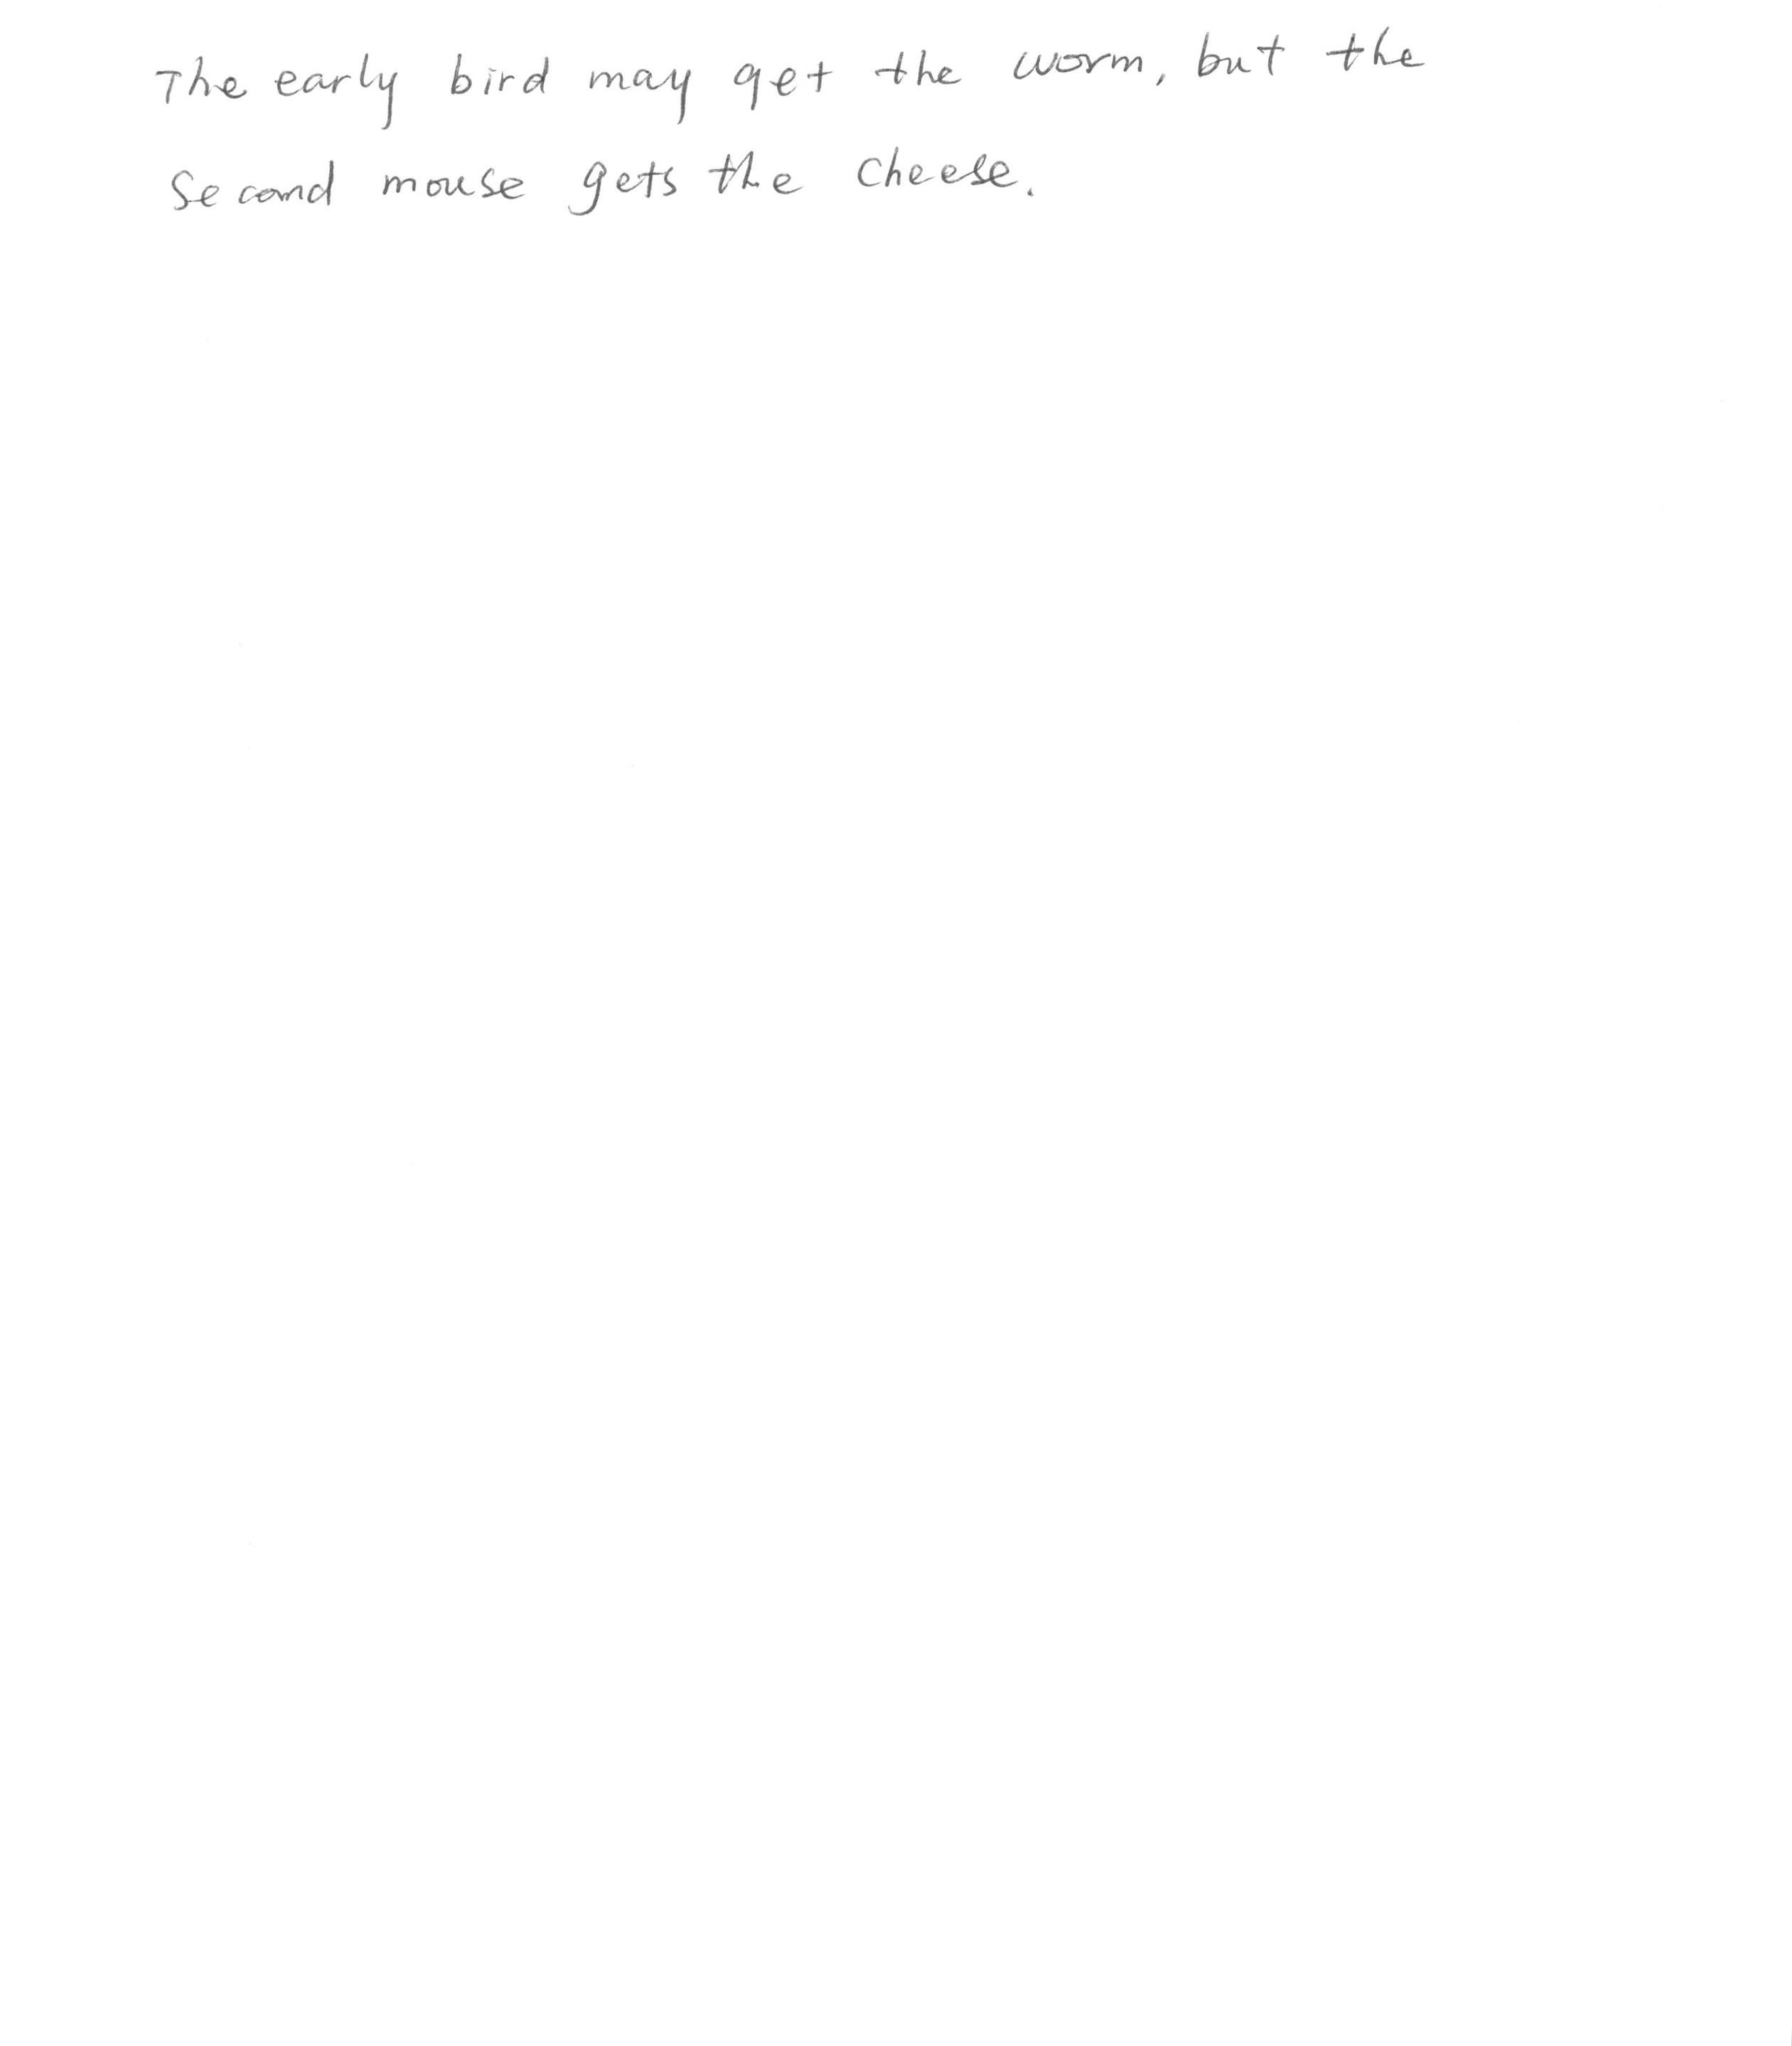 The early bird may get the worm, but the
second mouse gets the cheese.